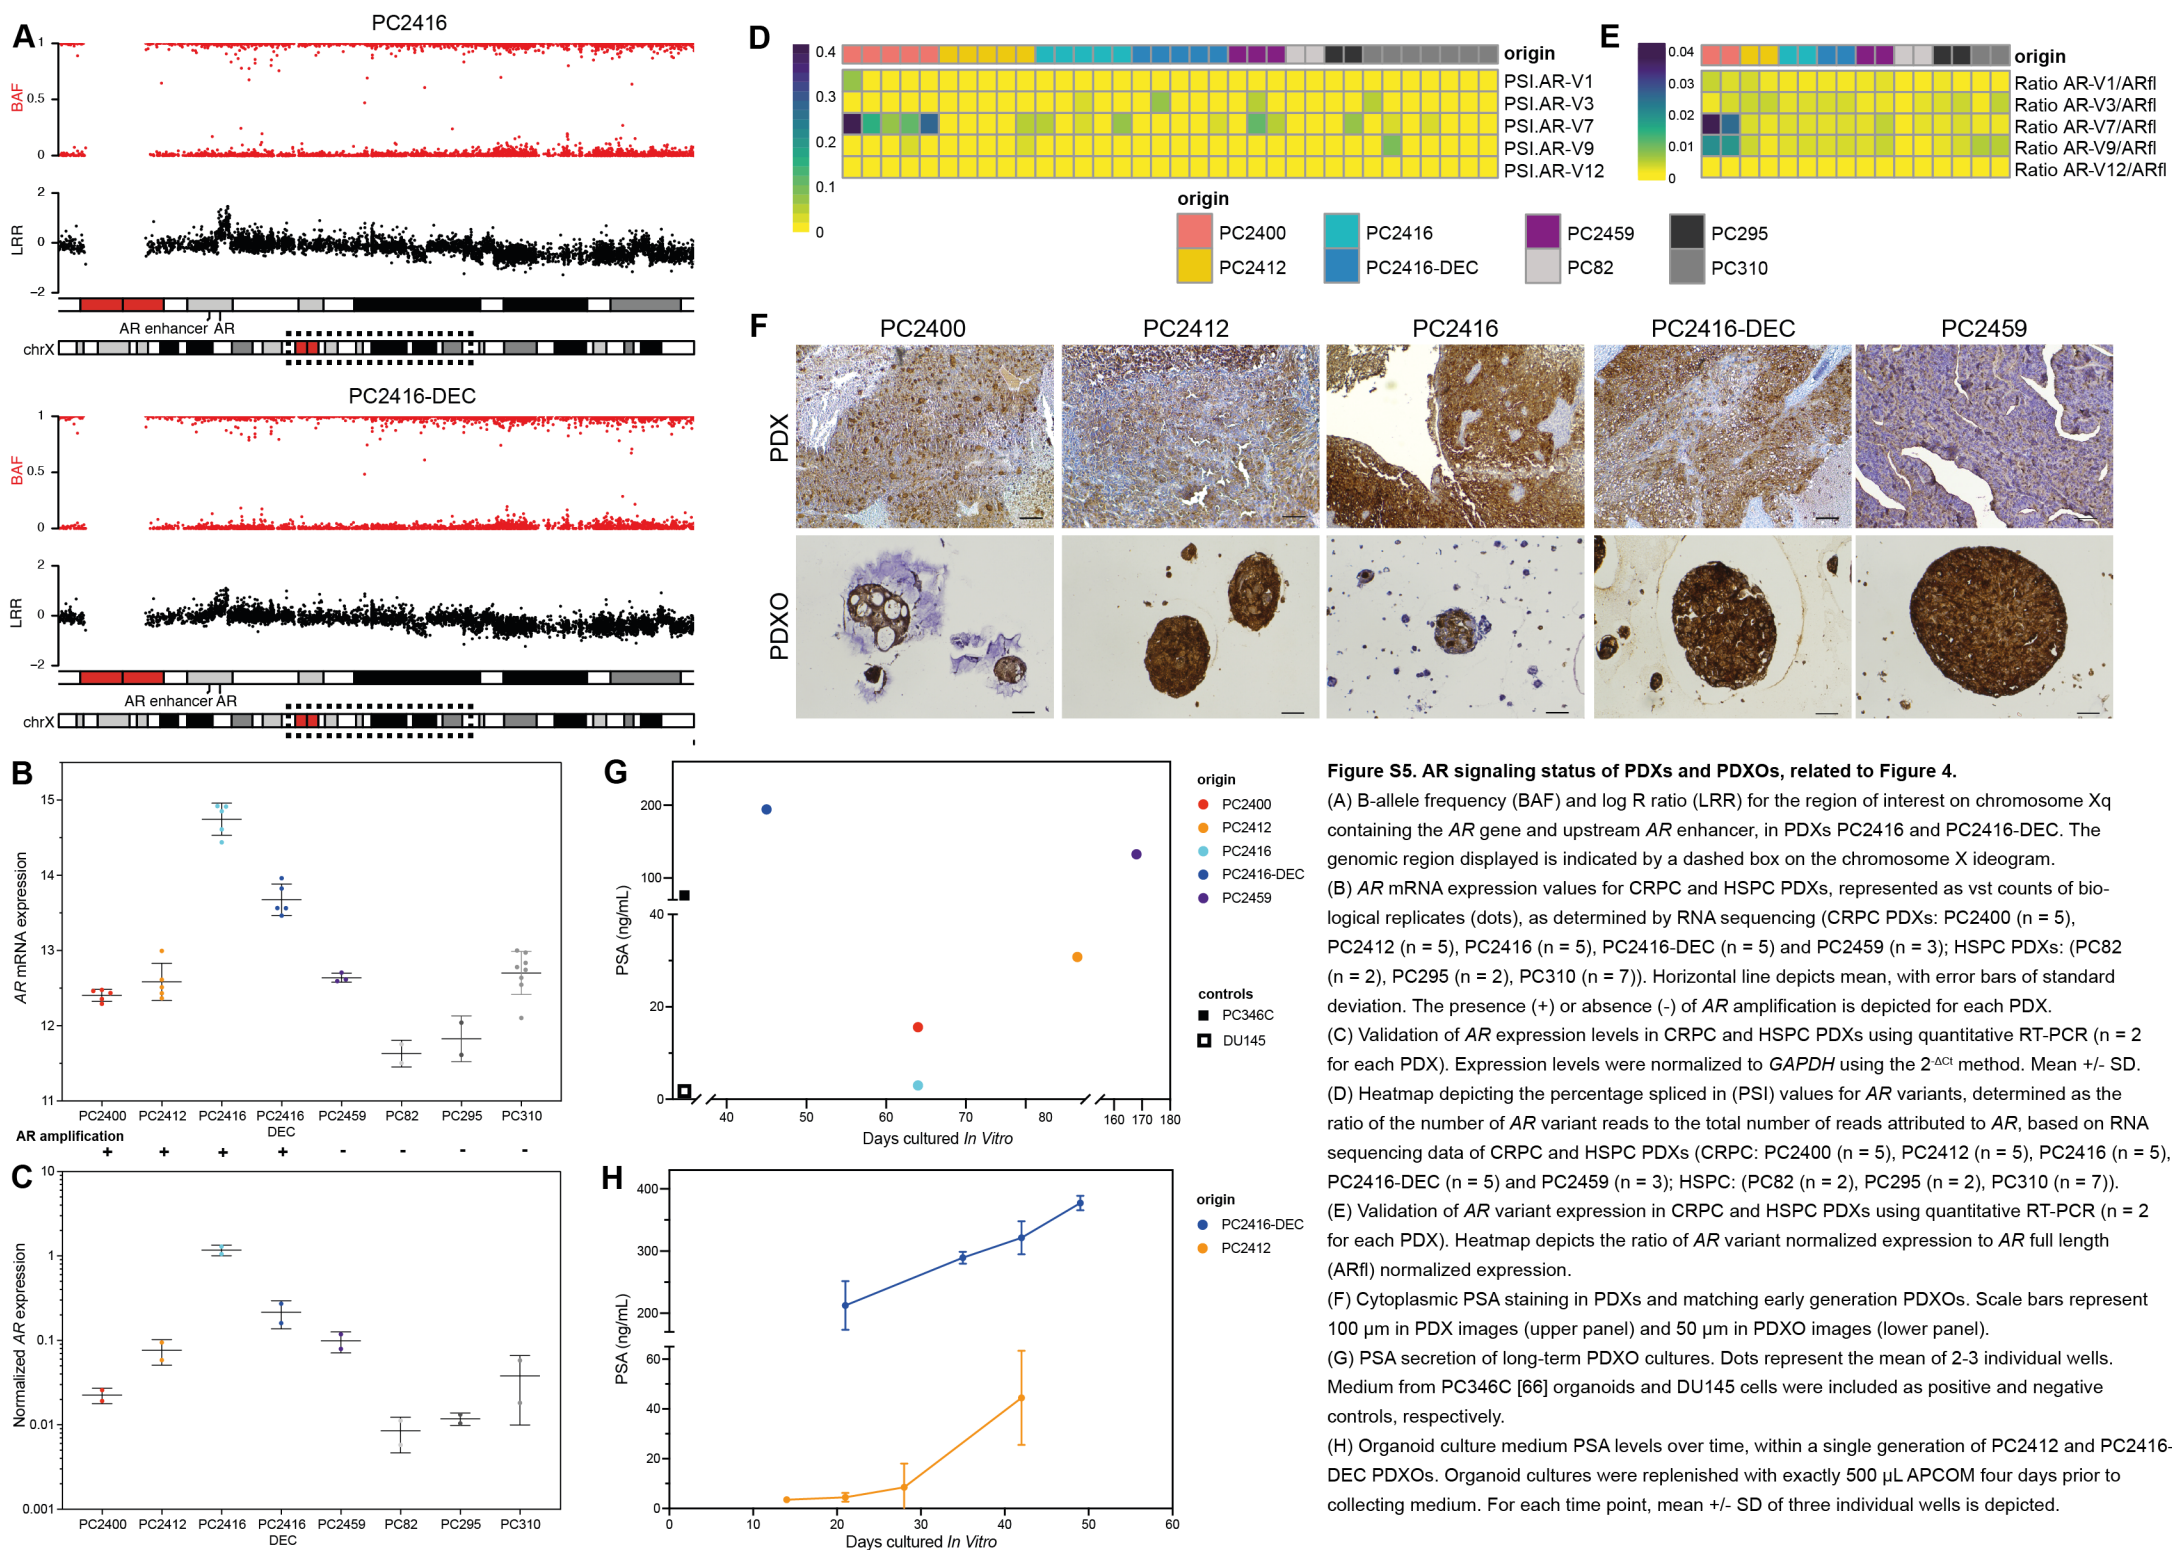 A
PC2416
1
BAF
0.5
0
2
LRR
0
−2
AR enhancer AR
chrX
PC2416-DEC
1
BAF
0.5
0
2
LRR
0
−2
AR enhancer AR
chrX
D
0.4
0.3
0.2
0.1
0
origin
PSI.AR-V1
PSI.AR-V3
PSI.AR-V7
PSI.AR-V9
PSI.AR-V12
E
0.04
0.03
0.02
0.01
0
origin
Ratio AR-V1/ARfl
Ratio AR-V3/ARfl
Ratio AR-V7/ARfl
Ratio AR-V9/ARfl
Ratio AR-V12/ARfl
origin
PC2400 PC2416 PC2459 PC295
PC2412 PC2416-DEC PC82 PC310
F
PC2400 PC2412 PC2416 PC2416-DEC PC2459
PDX
PDXO
B
AR mRNA expression
15
14
13
12
11
PC2400 PC2412 PC2416 PC2416 PC2459 PC82 PC295 PC310
DEC
AR amplification
+ + + + - - - -
C
Normalized AR expression
10
1
0.1
0.01
0.001
PC2400 PC2412 PC2416 PC2416 PC2459 PC82 PC295 PC310
DEC
G
PSA (ng/mL)
200
100
40
20
0
40 50 60 70 80 160 170 180
Days cultured In Vitro
origin
PC2400
PC2412
PC2416
PC2416-DEC
PC2459
controls
PC346C
DU145
H
PSA (ng/mL)
400
300
200
60
40
20
0
0 10 20 30 40 50 60
Days cultured In Vitro
origin
PC2416-DEC
PC2412
Figure S5. AR signaling status of PDXs and PDXOs, related to Figure 4.
(A) B-allele frequency (BAF) and log R ratio (LRR) for the region of interest on chromosome Xq
containing the AR gene and upstream AR enhancer, in PDXs PC2416 and PC2416-DEC. The
genomic region displayed is indicated by a dashed box on the chromosome X ideogram.
(B) AR mRNA expression values for CRPC and HSPC PDXs, represented as vst counts of bio-
logical replicates (dots), as determined by RNA sequencing (CRPC PDXs: PC2400 (n = 5),
PC2412 (n = 5), PC2416 (n = 5), PC2416-DEC (n = 5) and PC2459 (n = 3); HSPC PDXs: (PC82
(n = 2), PC295 (n = 2), PC310 (n = 7)). Horizontal line depicts mean, with error bars of standard
deviation. The presence (+) or absence (-) of AR amplification is depicted for each PDX.
(C) Validation of AR expression levels in CRPC and HSPC PDXs using quantitative RT-PCR (n = 2
for each PDX). Expression levels were normalized to GAPDH using the 2-ΔCt method. Mean +/- SD.
(D) Heatmap depicting the percentage spliced in (PSI) values for AR variants, determined as the
ratio of the number of AR variant reads to the total number of reads attributed to AR, based on RNA
sequencing data of CRPC and HSPC PDXs (CRPC: PC2400 (n = 5), PC2412 (n = 5), PC2416 (n = 5),
PC2416-DEC (n = 5) and PC2459 (n = 3); HSPC: (PC82 (n = 2), PC295 (n = 2), PC310 (n = 7)).
(E) Validation of AR variant expression in CRPC and HSPC PDXs using quantitative RT-PCR (n = 2
for each PDX). Heatmap depicts the ratio of AR variant normalized expression to AR full length
(ARfl) normalized expression.
(F) Cytoplasmic PSA staining in PDXs and matching early generation PDXOs. Scale bars represent
100 µm in PDX images (upper panel) and 50 µm in PDXO images (lower panel).
(G) PSA secretion of long-term PDXO cultures. Dots represent the mean of 2-3 individual wells.
Medium from PC346C [66] organoids and DU145 cells were included as positive and negative
controls, respectively.
(H) Organoid culture medium PSA levels over time, within a single generation of PC2412 and PC2416-
DEC PDXOs. Organoid cultures were replenished with exactly 500 µL APCOM four days prior to
collecting medium. For each time point, mean +/- SD of three individual wells is depicted.